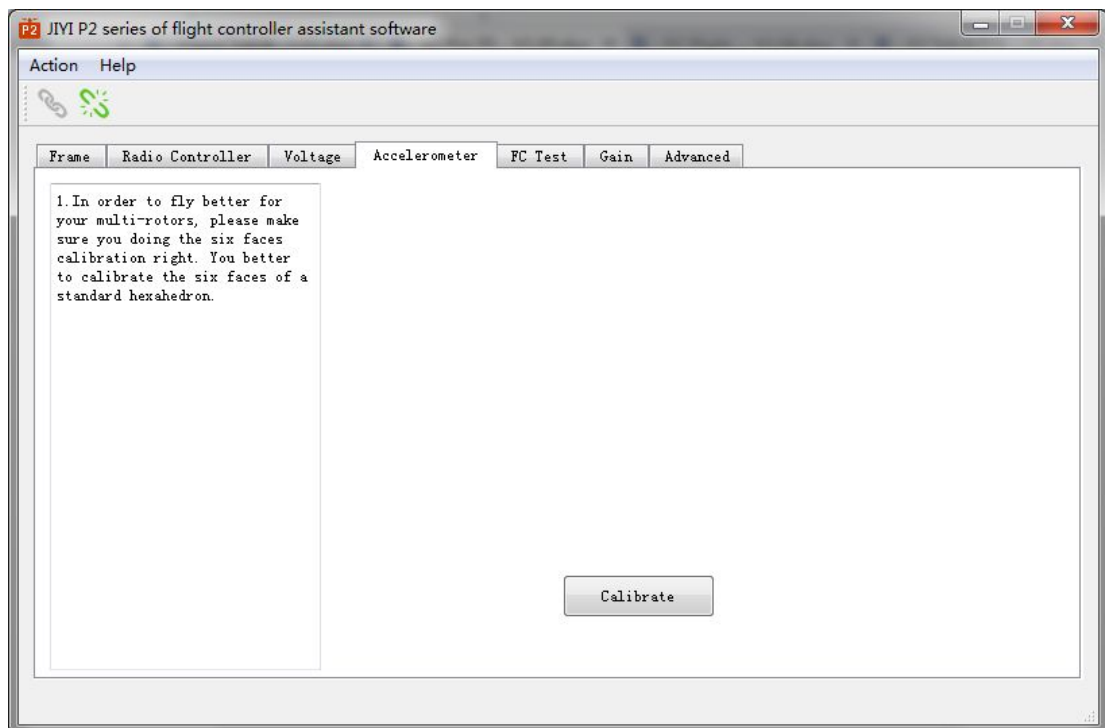 P2 JIYI P2 series of flight controller assistant software
Action Help
Frame Radio Controller Voltage Accelerometer FC Test Gain Advanced
1.In order to fly better for
your multi-rotors, please make
sure you doing the six faces
calibration right. You better
to calibrate the six faces of a
standard hexahedron.
Calibrate